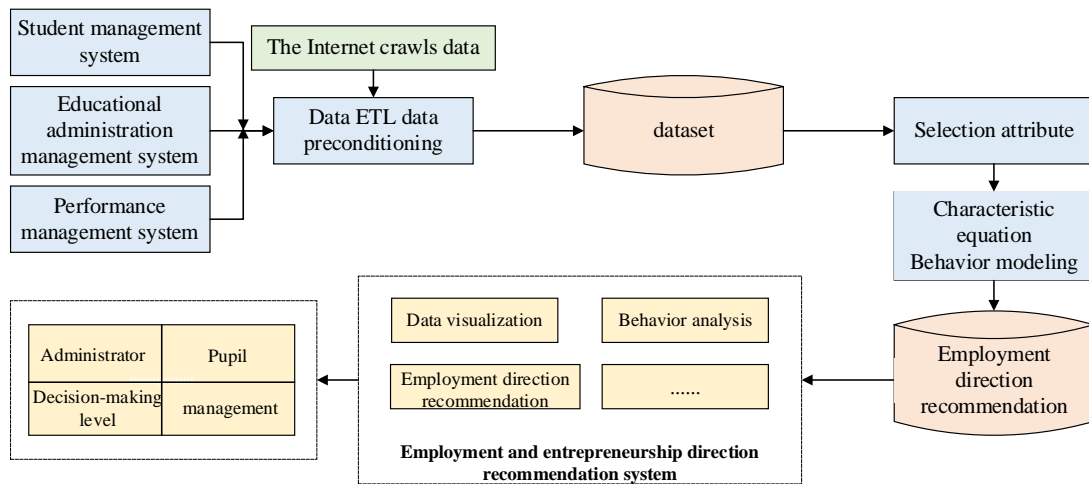 Student management
system
The Internet crawls data
Educational
administration
management system
Data ETL data
preconditioning
dataset
Selection attribute
Performance
management system
Characteristic
equation
Behavior modeling
Data visualization
Behavior analysis
Employment direction
recommendation
......
Employment and entrepreneurship direction
recommendation system
Administrator
Pupil
Decision-making
level
management
Employment
direction
recommendation